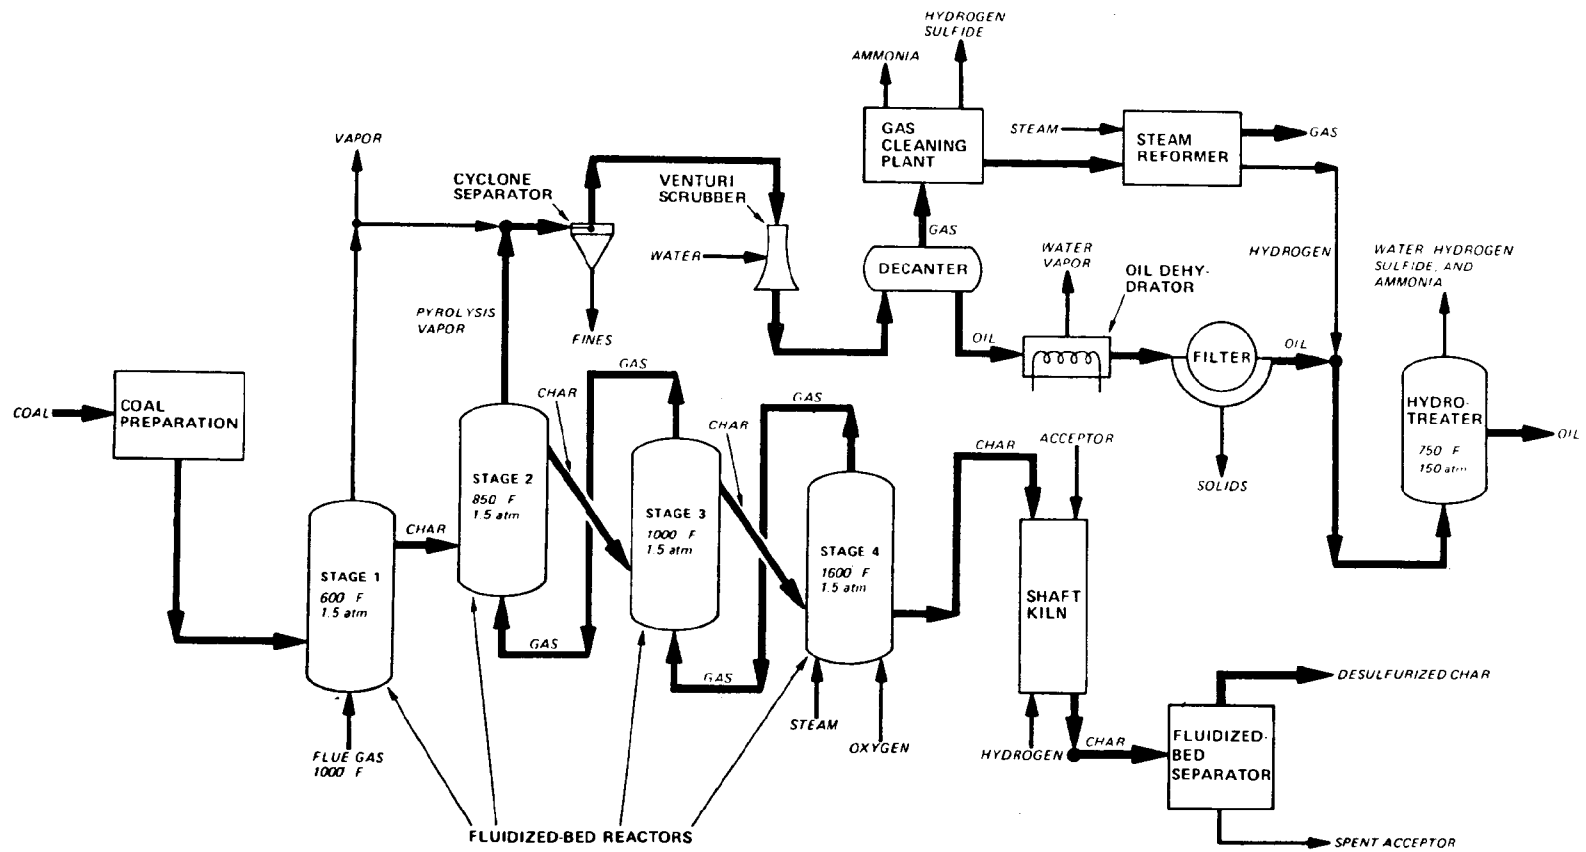 HYDROGEN
SULFIDE
AMMONIA
GAS
CLEANING
PLANT
STEAM
STEAM
REFORMER
GAS
VAPOR
CYCLONE
SEPARATOR
VENTURI
SCRUBBER
WATER
GAS
DECANTER
WATER
VAPOR
OIL DEHY-
DRATOR
HYDROGEN
WATER HYDROGEN
SULFIDE, AND
AMMONIA
PYROLYSIS
VAPOR
FINES
OIL
FILTER
OIL
SOLIDS
HYDRO-
TREATER
750 F
150 atm
OIL
COAL
COAL
PREPARATION
GAS
CHAR
GAS
CHAR
CHAR
ACCEPTOR
STAGE 1
600 F
1.5 atm
CHAR
STAGE 2
850 F
1.5 atm
STAGE 3
1000 F
1.5 atm
STAGE 4
1600 F
1.5 atm
GAS
GAS
SHAFT
KILN
FLUE GAS
1000 F
STEAM
OXYGEN
HYDROGEN
CHAR
FLUIDIZED-
BED
SEPARATOR
DESULFURIZED CHAR
SPENT ACCEPTOR
FLUIDIZED-BED REACTORS